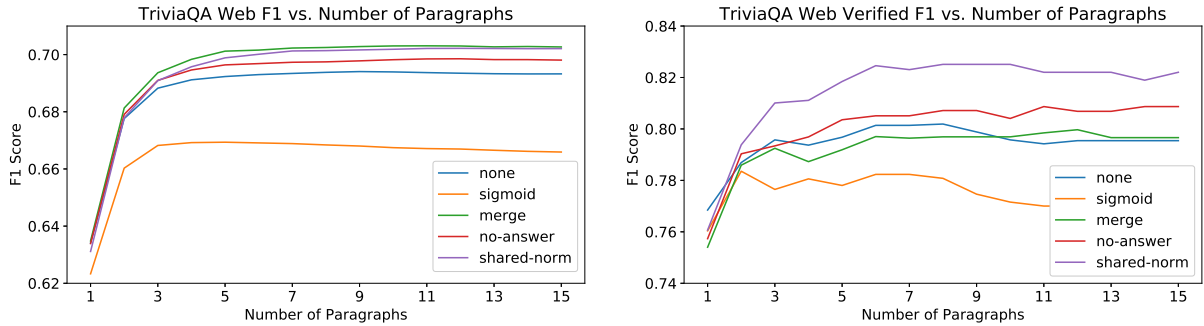 TriviaQA Web F1 vs. Number of Paragraphs
F1 Score
0.70
0.68
0.66
0.64
0.62
1 3 5 7 9 11 13 15
Number of Paragraphs
none
sigmoid
merge
no-answer
shared-norm
TriviaQA Web Verified F1 vs. Number of Paragraphs
F1 Score
0.84
0.82
0.80
0.78
0.76
0.74
1 3 5 7 9 11 13 15
Number of Paragraphs
none
sigmoid
merge
no-answer
shared-norm